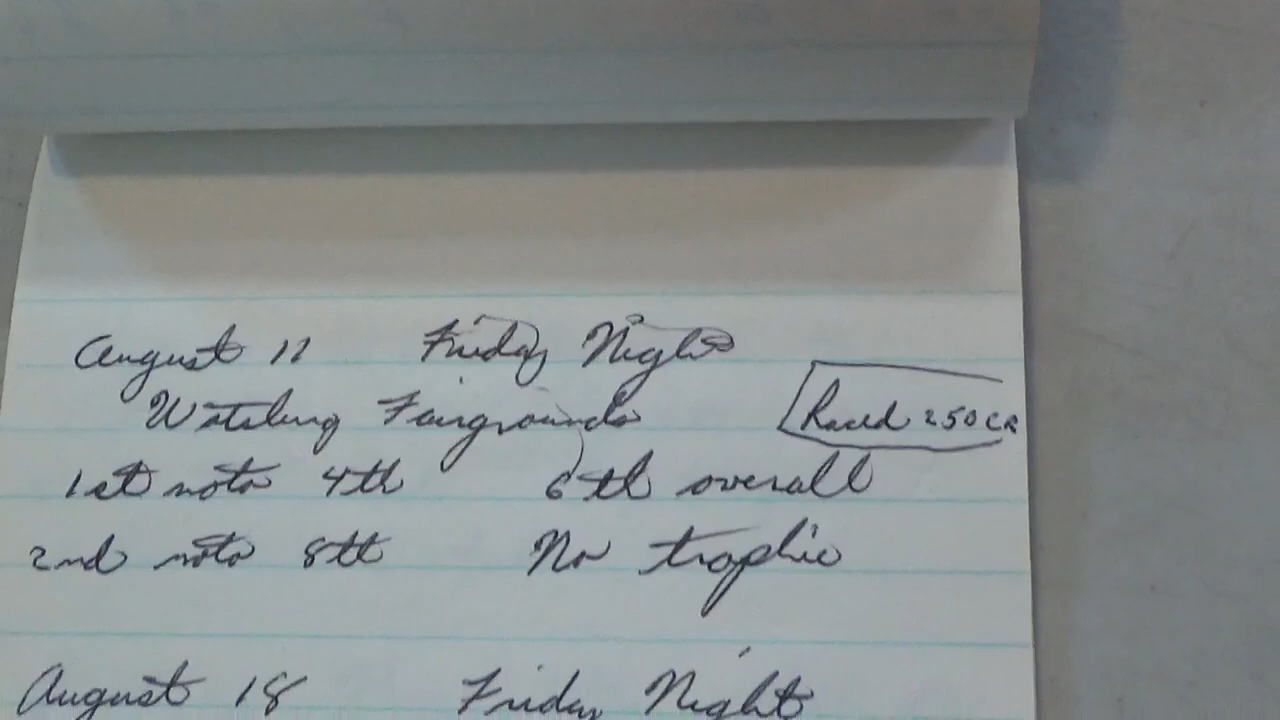 August 11 Friday Night
Fairgrounds
Raced 250 CR
1st moto 4th 6th overall
2nd moto 8th No trophie
August 18 Friday Night